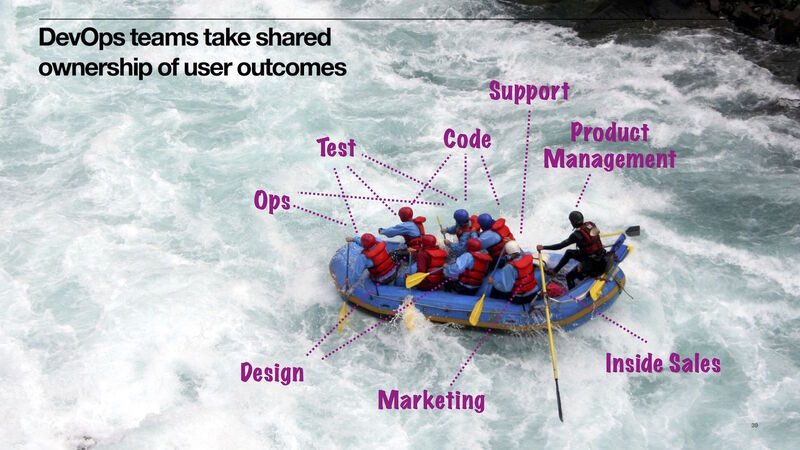 DevOps teams take shared
ownership of user outcomes
Support
Code
Product
Management
Test
Ops
Design
Marketing
Inside Sales
39